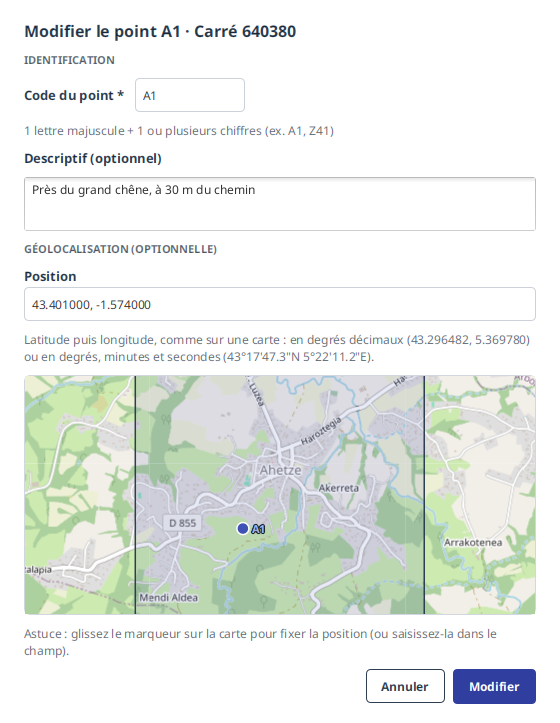 Modifier le point A1 · Carré 640380
IDENTIFICATION
Code du point *
A1
1 lettre majuscule + 1 ou plusieurs chiffres (ex. A1, Z41)
Descriptif (optionnel)
Près du grand chêne, à 30 m du chemin
GÉOLOCALISATION (OPTIONNELLE)
Position
43.401000, -1.574000
Latitude puis longitude, comme sur une carte : en degrés décimaux (43.296482, 5.369780)
ou en degrés, minutes et secondes (43°17'47.3"N 5°22'11.2"E).
Luzea
Haroztegia
Ahetze
Akerreta
D 855
A1
Arrakotenea
Mendi Aldea
Astuce : glissez le marqueur sur la carte pour fixer la position (ou saisissez-la dans le
champ).
Annuler
Modifier